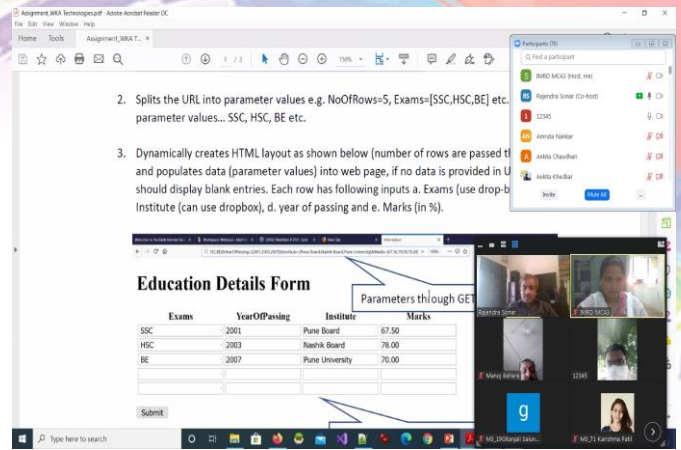 Assignment_WKA Technologies.pdf - Adobe Acrobat Reader DC
File Edit View Window Help
Home Tools Assignment_WKA T... ×
1 / 3
158%
2. Splits the URL into parameter values e.g. NoOfRows=5, Exams=[SSC,HSC,BE] etc.
parameter values... SSC, HSC, BE etc.
3. Dynamically creates HTML layout as shown below (number of rows are passed th
and populates data (parameter values) into web page, if no data is provided in U
should display blank entries. Each row has following inputs a. Exams (use drop-b
Institute (can use dropbox), d. year of passing and e. Marks (in %).
Education Details Form
Parameters through GET
Exams YearOfPassing Institute Marks
SSC 2001 Pune Board 67.50
HSC 2003 Nashik Board 78.00
BE 2007 Pune University 70.00
Submit
Participants (78)
Find a participant
S IMRD MCA3 (Host, me)
RS Rajendra Sonar (Co-host)
1 12345
AN Amruta Nankar
A Ankita Chaudhari
Ankita Khedkar
Invite Mute All ...
Rajendra Sonar
IMRD MCA3
12345
g
MS_71 Karishma Patil
Type here to search